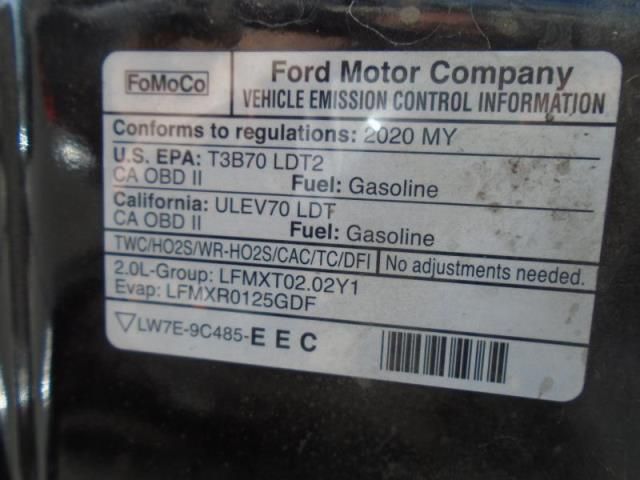 FoMoCo
Ford Motor Company
VEHICLE EMISSION CONTROL INFORMATION
Conforms to regulations: 2020 MY
U.S. EPA: T3B70 LDT2
CA OBD II Fuel: Gasoline
California: ULEV70 LDT
CA OBD II Fuel: Gasoline
TWC/HO2S/WR-HO2S/CAC/TC/DFI No adjustments needed.
2.0L-Group: LFMXT02.02Y1
Evap: LFMXR0125GDF
LW7E-9C485-E E C